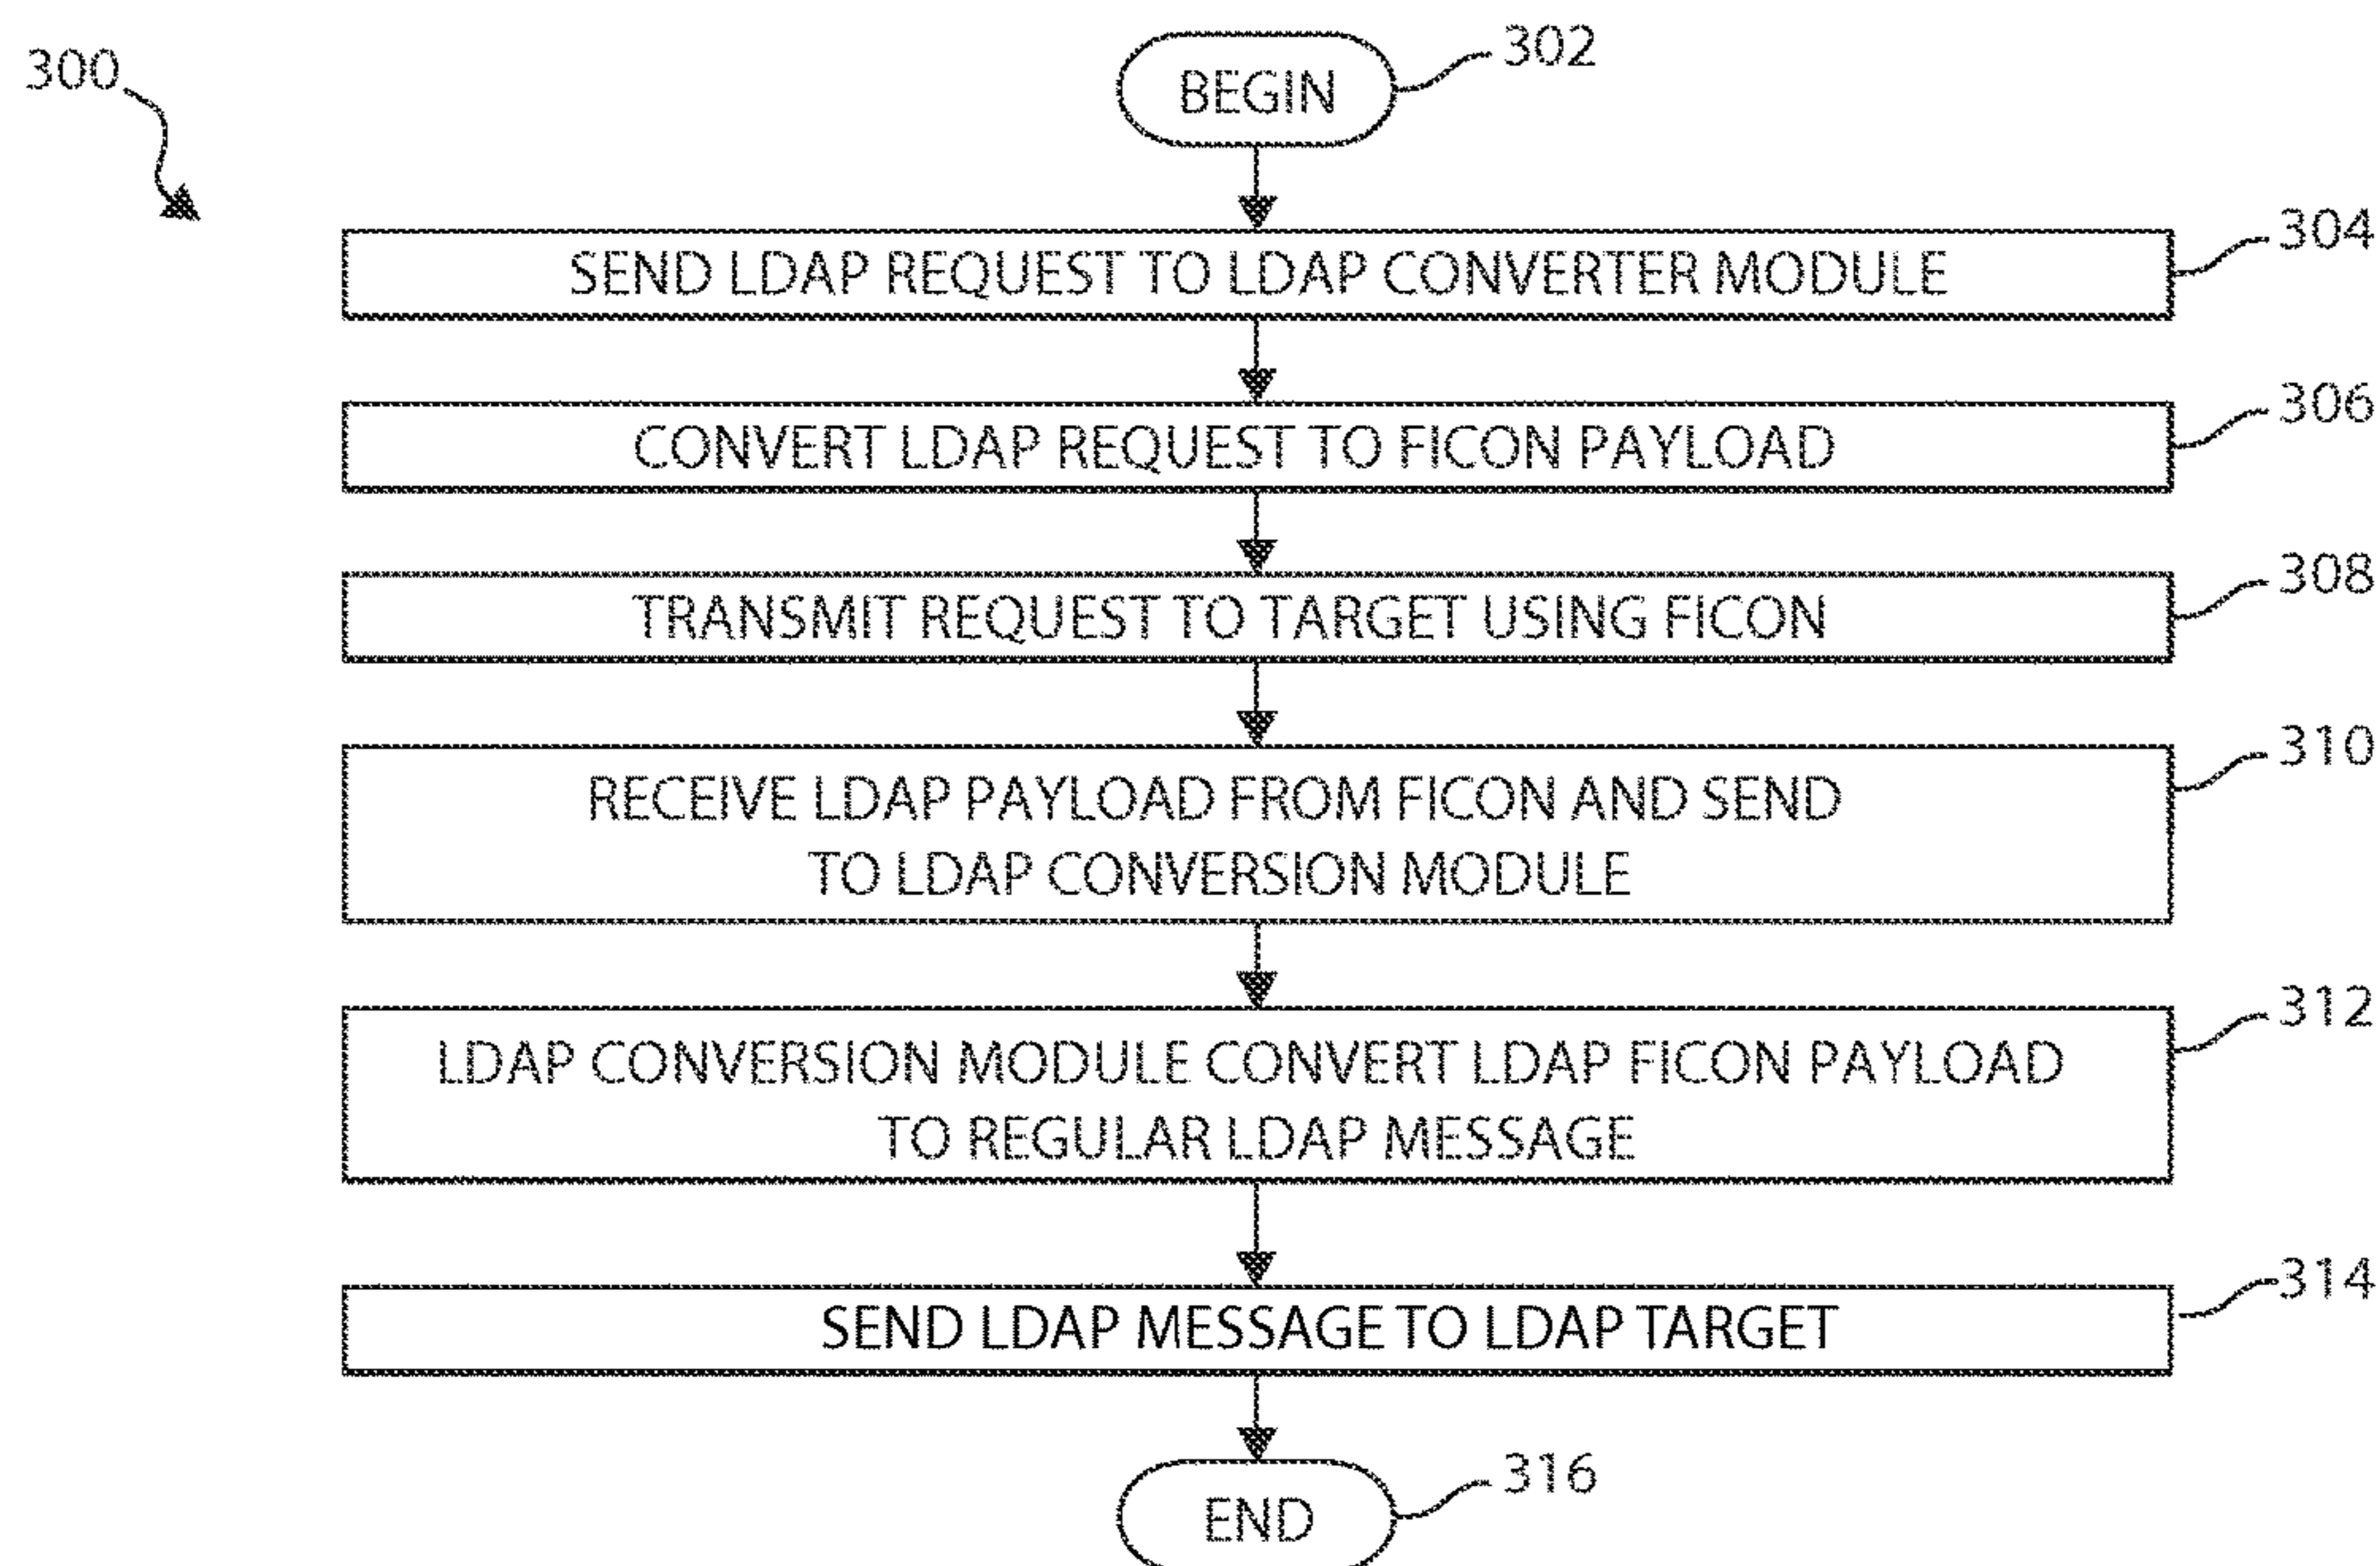 300
BEGIN
302
SEND LDAP REQUEST TO LDAP CONVERTER MODULE
304
CONVERT LDAP REQUEST TO FICON PAYLOAD
306
TRANSMIT REQUEST TO TARGET USING FICON
308
RECEIVE LDAP PAYLOAD FROM FICON AND SEND
TO LDAP CONVERSION MODULE
310
LDAP CONVERSION MODULE CONVERT LDAP FICON PAYLOAD
TO REGULAR LDAP MESSAGE
312
SEND LDAP MESSAGE TO LDAP TARGET
314
END
316